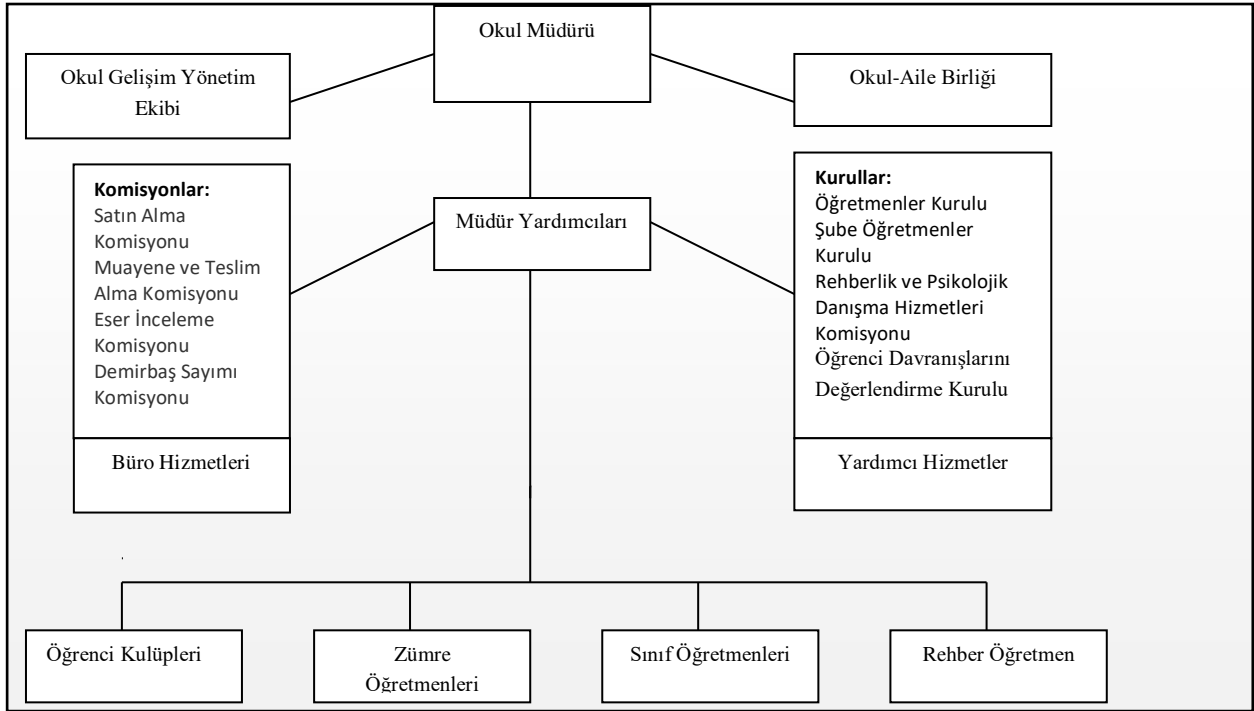 Okul Müdürü
Okul Gelişim Yönetim
Ekibi
Okul-Aile Birliği
Komisyonlar:
Satın Alma
Komisyonu
Muayene ve Teslim
Alma Komisyonu
Eser İnceleme
Komisyonu
Demirbaş Sayımı
Komisyonu
Müdür Yardımcıları
Kurullar:
Öğretmenler Kurulu
Şube Öğretmenler
Kurulu
Rehberlik ve Psikolojik
Danışma Hizmetleri
Komisyonu
Öğrenci Davranışlarını
Değerlendirme Kurulu
Büro Hizmetleri
Yardımcı Hizmetler
Öğrenci Kulüpleri
Zümre
Öğretmenleri
Sınıf Öğretmenleri
Rehber Öğretmen